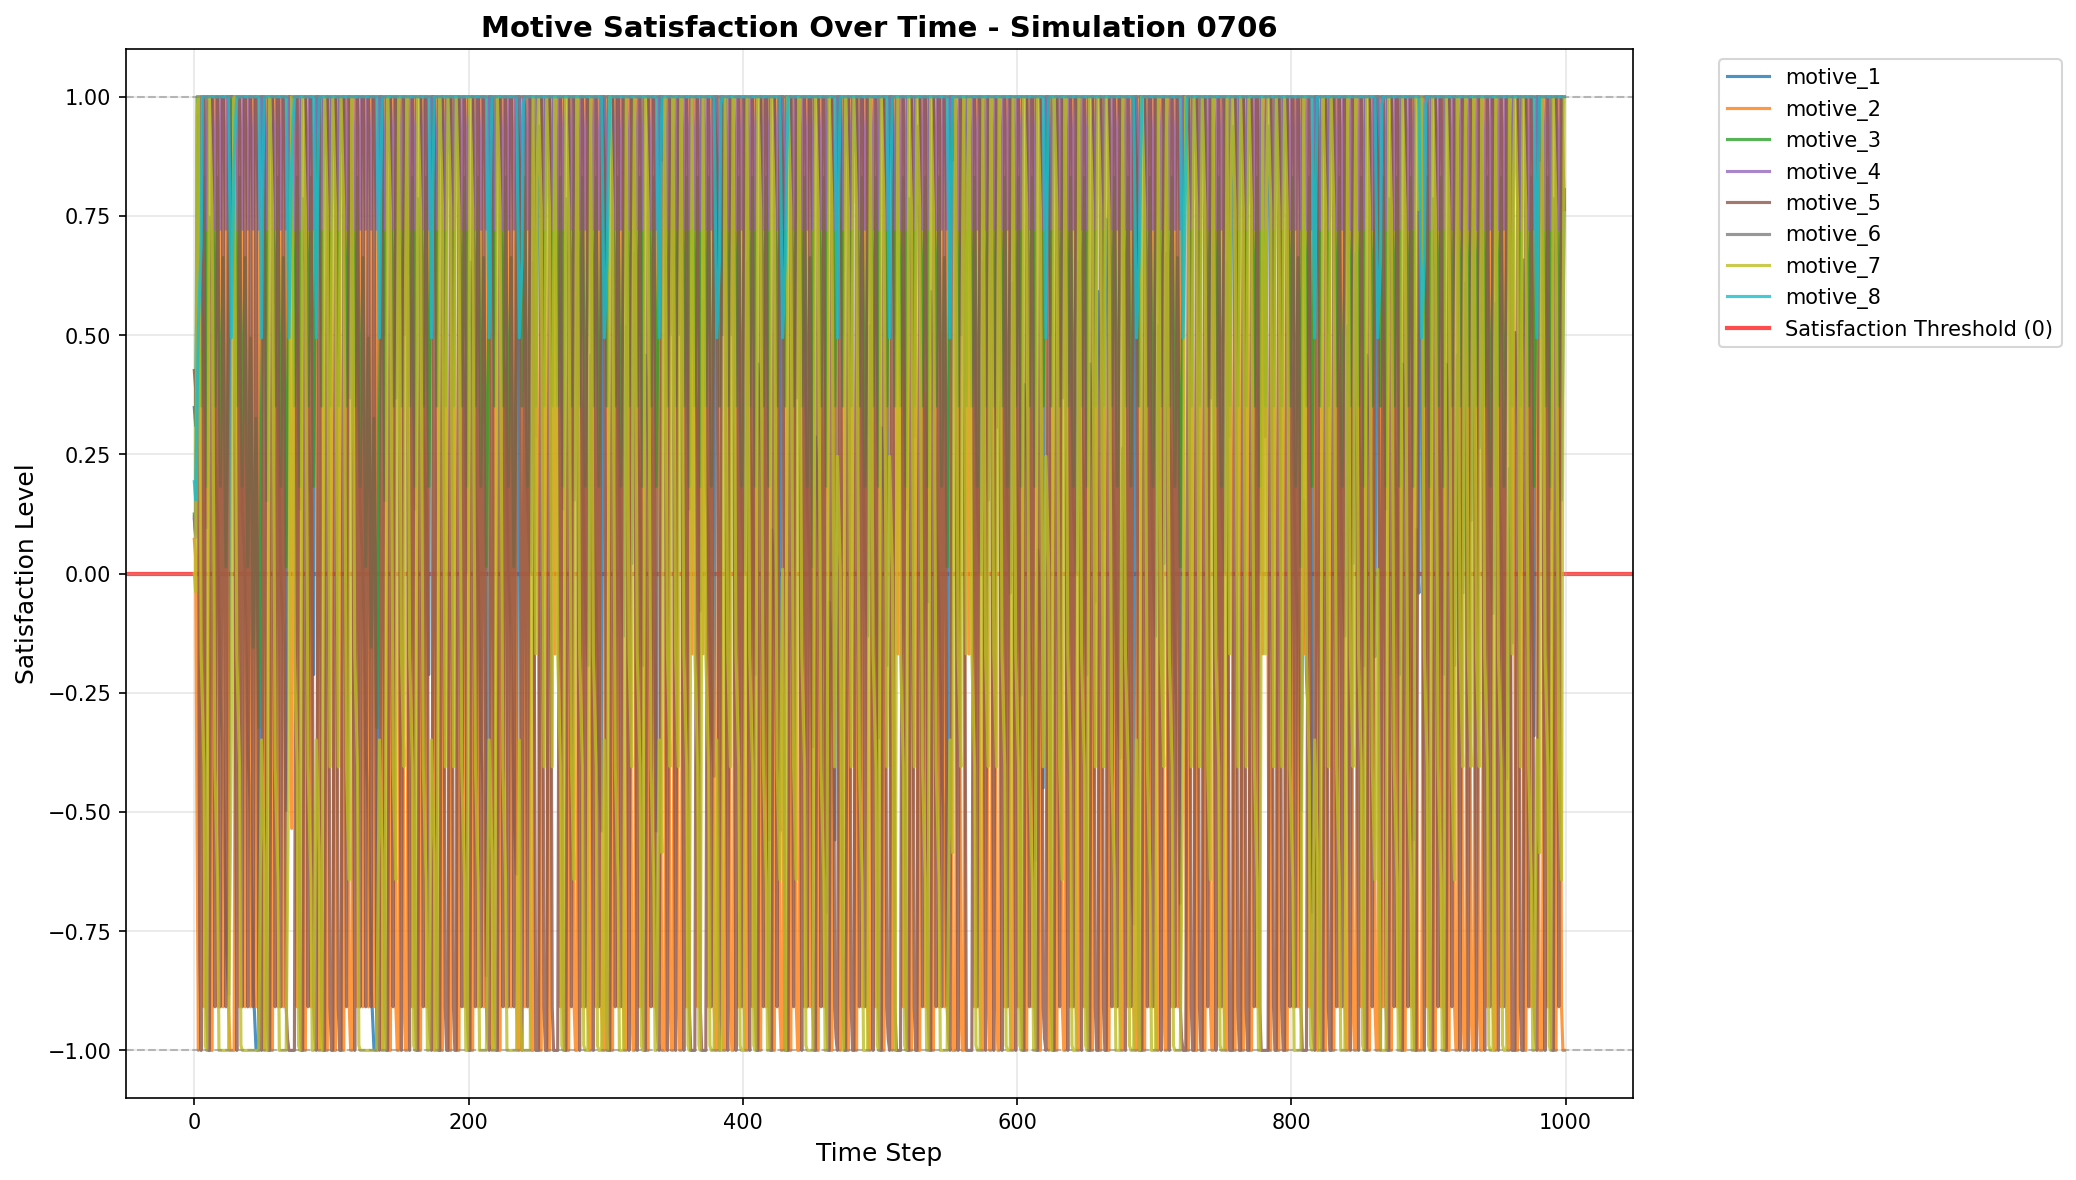 Motive Satisfaction Over Time - Simulation 0706
1.00
0.75
0.50
0.25
0.00
−0.25
−0.50
−0.75
−1.00
Satisfaction Level
0
200
400
600
800
1000
Time Step
motive_1
motive_2
motive_3
motive_4
motive_5
motive_6
motive_7
motive_8
Satisfaction Threshold (0)